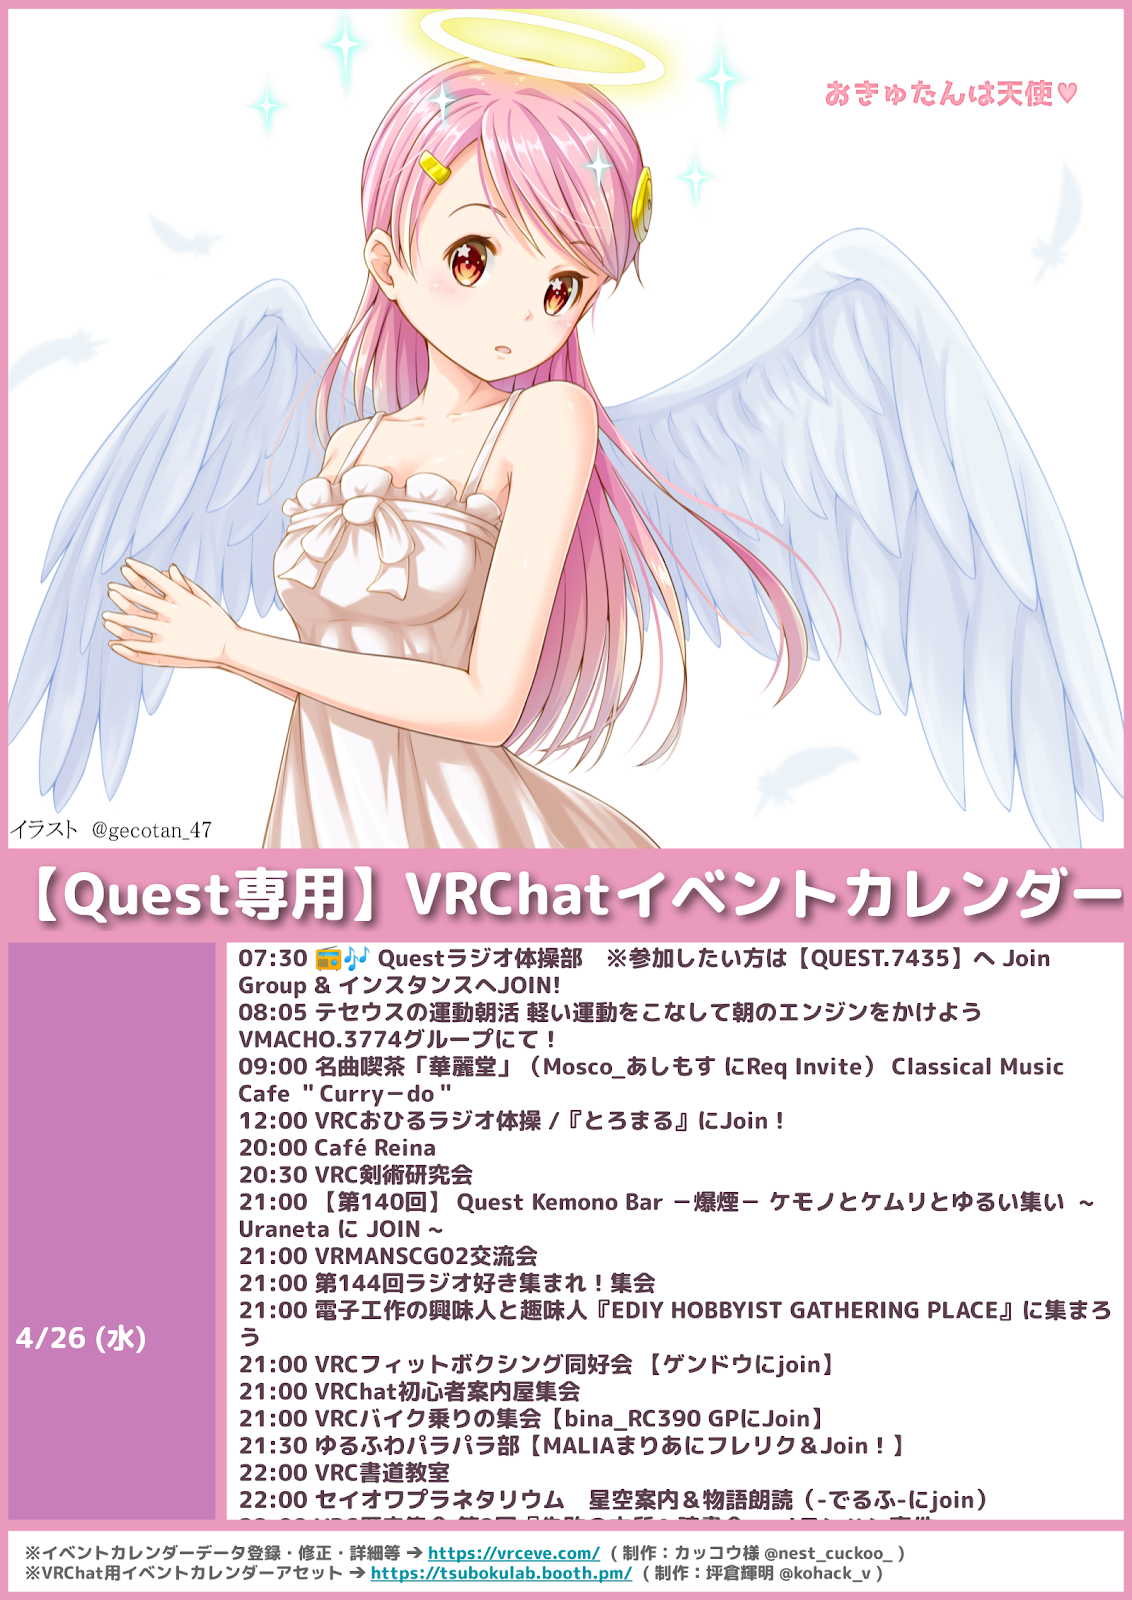 おきゅたんは天使♥
イラスト @gecotan_47
【Quest専用】VRChatイベントカレンダー
4/26 (水)
07:30 📻🎶 Questラジオ体操部　※参加したい方は【QUEST.7435】へ Join
Group & インスタンスへJOIN!
08:05 テセウスの運動朝活 軽い運動をこなして朝のエンジンをかけよう
VMACHO.3774グループにて！
09:00 名曲喫茶「華麗堂」（Mosco_あしもす にReq Invite） Classical Music
Cafe ＂Curryーdo＂
12:00 VRCおひるラジオ体操 /『とろまる』にJoin！
20:00 Café Reina
20:30 VRC剣術研究会
21:00 【第140回】 Quest Kemono Bar －爆煙－ ケモノとケムリとゆるい集い ～
Uraneta に JOIN ~
21:00 VRMANSCG02交流会
21:00 第144回ラジオ好き集まれ！集会
21:00 電子工作の興味人と趣味人『EDIY HOBBYIST GATHERING PLACE』に集まろ
う
21:00 VRCフィットボクシング同好会 【ゲンドウにjoin】
21:00 VRChat初心者案内屋集会
21:00 VRCバイク乗りの集会【bina_RC390 GPにJoin】
21:30 ゆるふわパラパラ部【MALIAまりあにフレリク＆Join！】
22:00 VRC書道教室
22:00 セイオワプラネタリウム　星空案内＆物語朗読（-でるふ-にjoin）
※イベントカレンダーデータ登録・修正・詳細等 ➔ https://vrceve.com/ ( 制作：カッコウ様 @nest_cuckoo_ )
※VRChat用イベントカレンダーアセット ➔ https://tsubokulab.booth.pm/ ( 制作：坪倉輝明 @kohack_v )